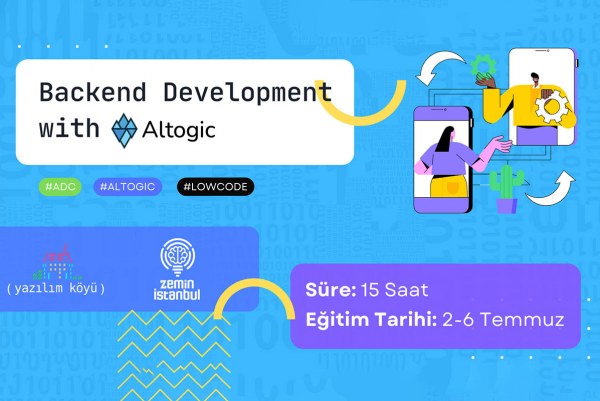 Backend Development
with Altogic
#ADC #ALTOGIC #LOWCODE
(yazılım köyü)
zemin
istanbul
Süre: 15 Saat
Eğitim Tarihi: 2-6 Temmuz